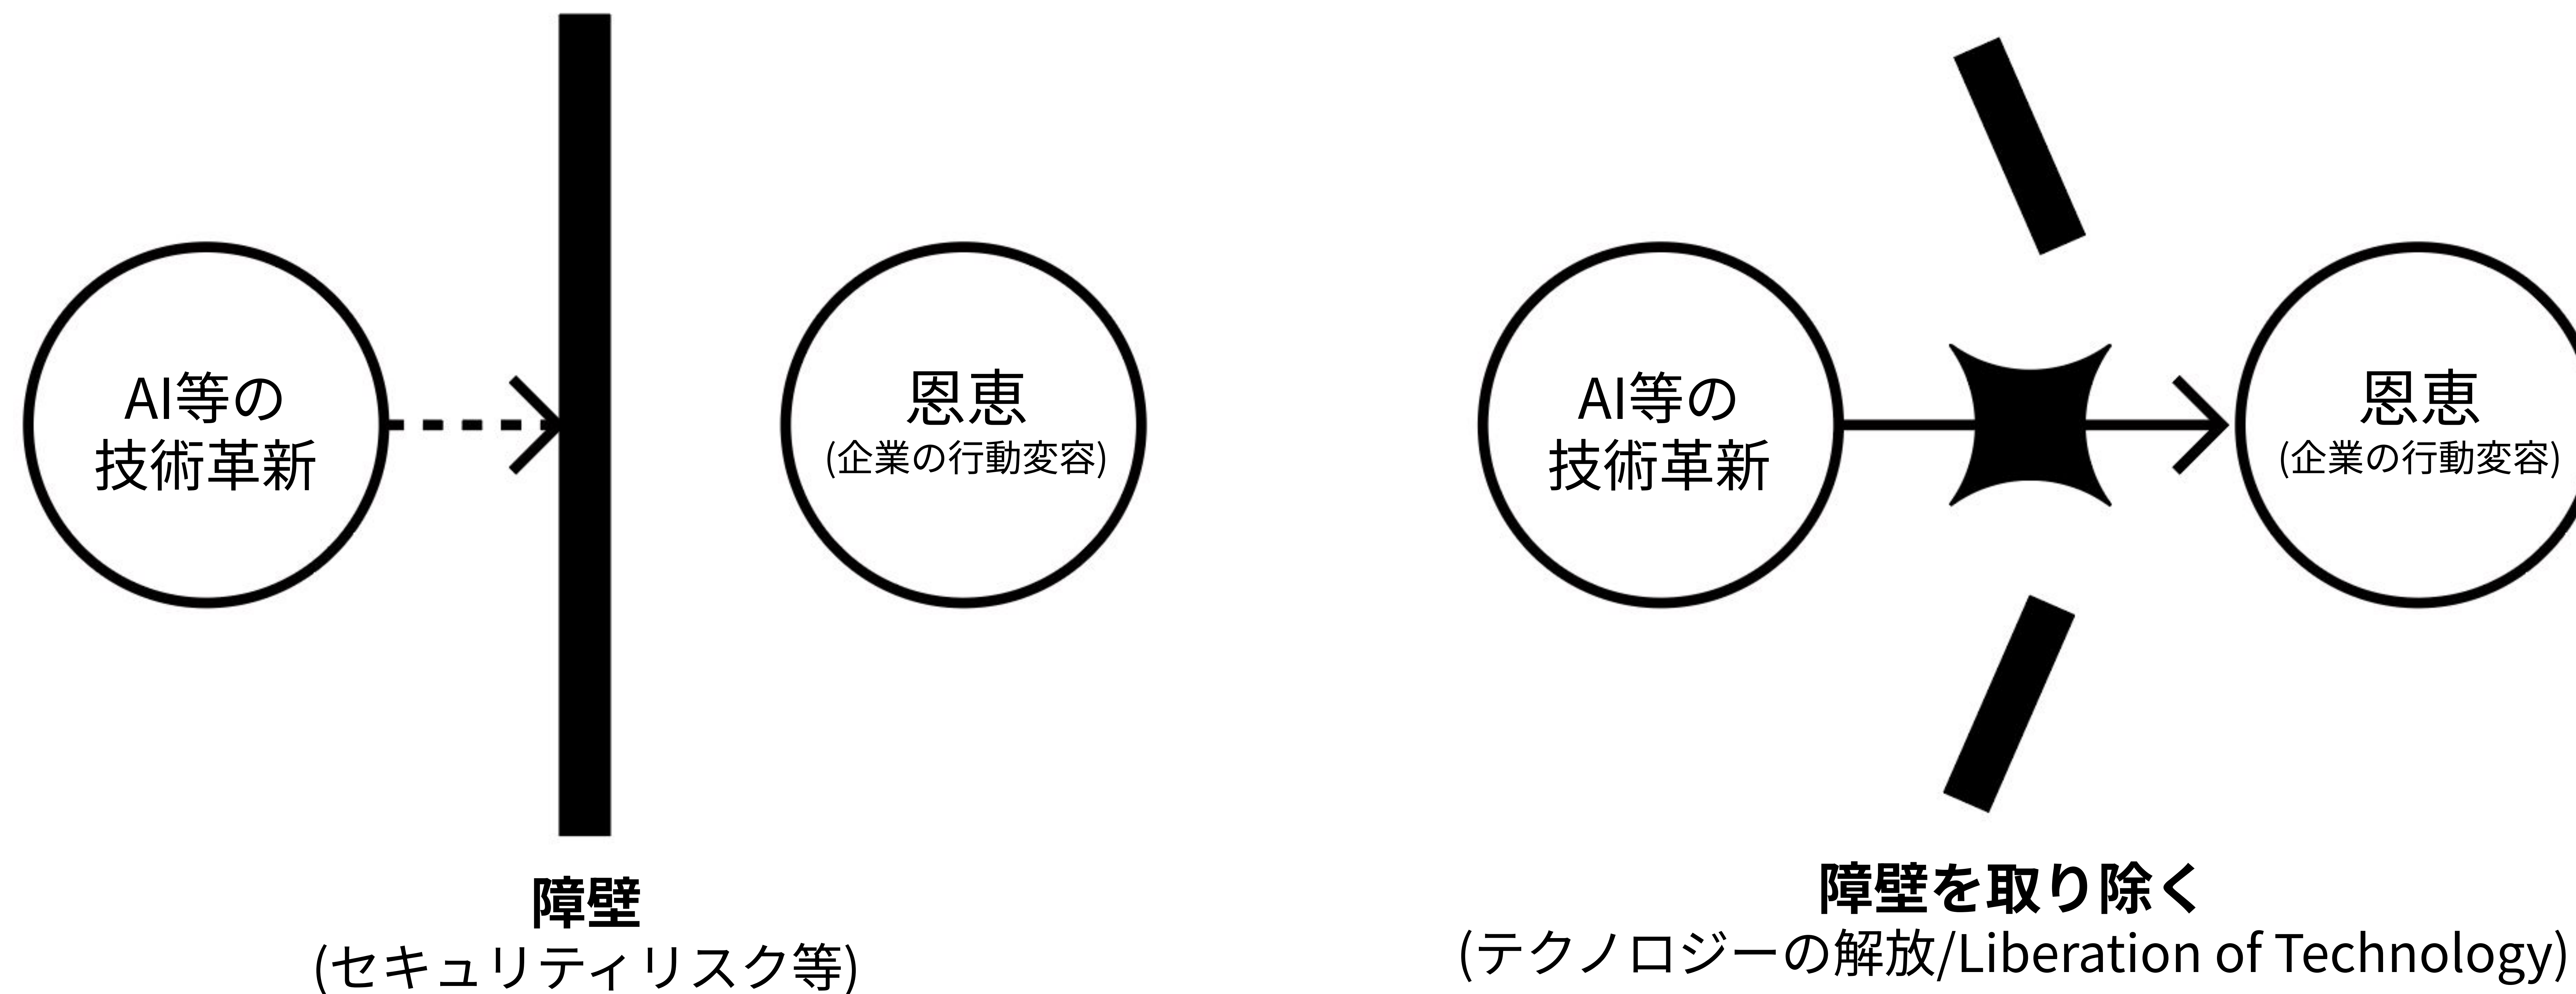 AI等の
技術革新
恩恵
(企業の行動変容)
障壁
(セキュリティリスク等)
AI等の
技術革新
恩恵
(企業の行動変容)
障壁を取り除く
(テクノロジーの解放/Liberation of Technology)